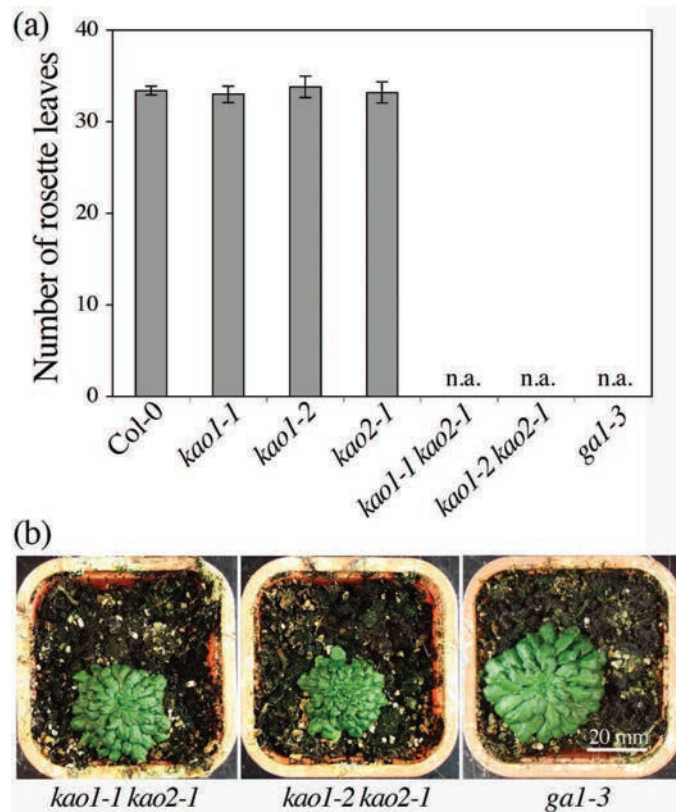 (a)
Number of rosette leaves
40
30
20
10
0
n.a. n.a. n.a.
Col-0
kao1-1
kao1-2
kao2-1
kao1-1 kao2-1
kao1-2 kao2-1
ga1-3
(b)
20 mm
kao1-1 kao2-1 kao1-2 kao2-1 ga1-3